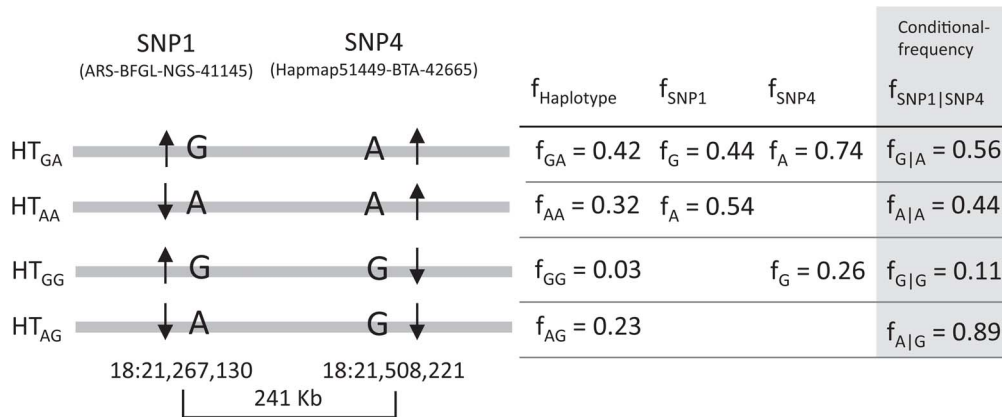 SNP1 SNP4 Conditional-
(ARS-BFGL-NGS-41145) (Hapmap51449-BTA-42665) frequency
fHaplotype fSNP1 fSNP4 fSNP1|SNP4
HTGA G A fGA = 0.42 fG = 0.44 fA = 0.74 fG|A = 0.56
HTAA A A fAA = 0.32 fA = 0.54 fA|A = 0.44
HTGG G G fGG = 0.03 fG = 0.26 fG|G = 0.11
HTAG A G fAG = 0.23 fA|G = 0.89
18:21,267,130 18:21,508,221
241 Kb